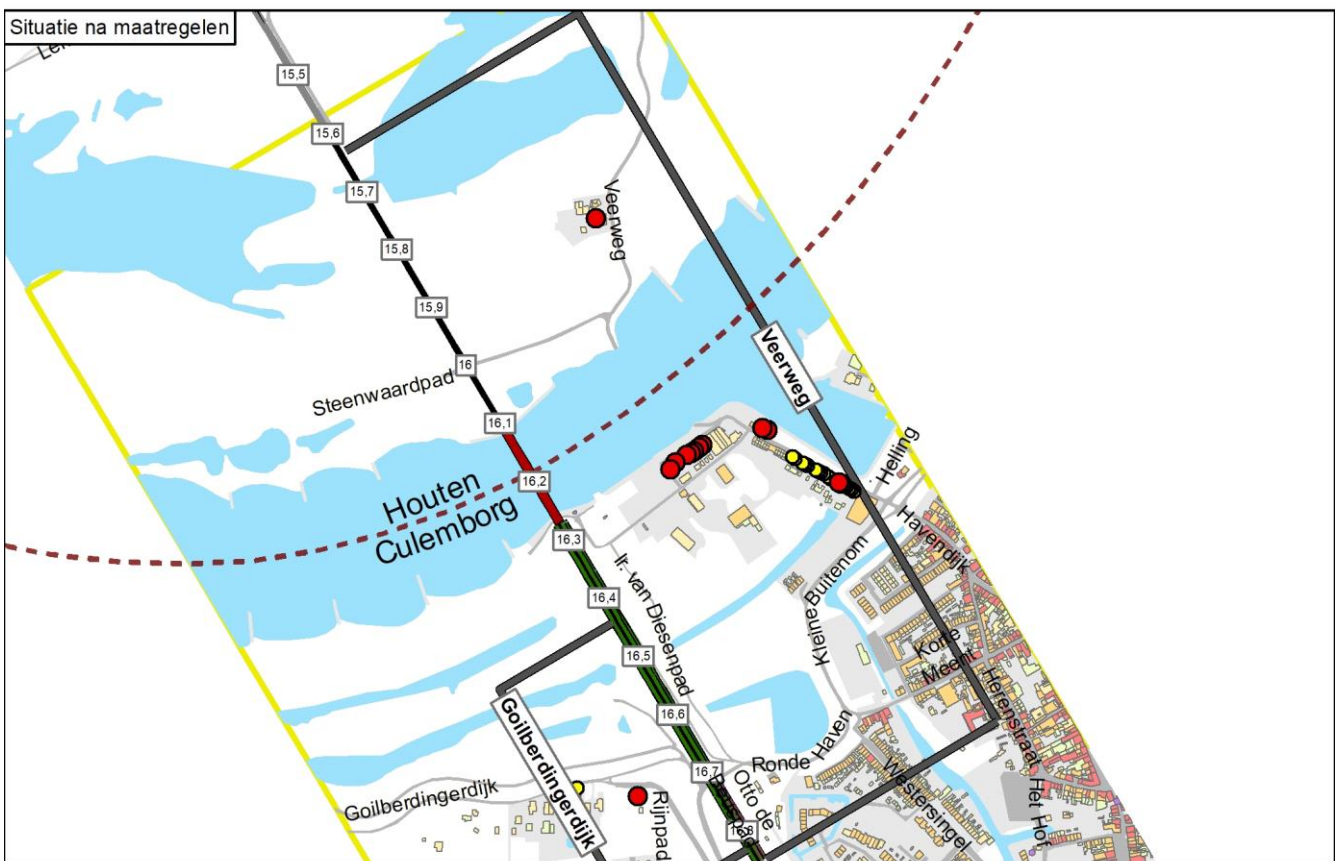 Situatie na maatregelen
15,5
15,6
15,7
Veerweg
15,8
15,9
16
Steenwaardpad
Veerweg
16,1
16,2
Houten
Culemborg
Helling
16,3
Havendijk
Ir. van Diesenpad
16,4
Kleine Buitenom
16,5
Korte
Meent
16,6
Herenstraat
Goilberdingerdijk
16,7
Ronde Haven
Otto de
Westersingel
Het Hof
Goilberdingerdijk
Rijnpad
16,8